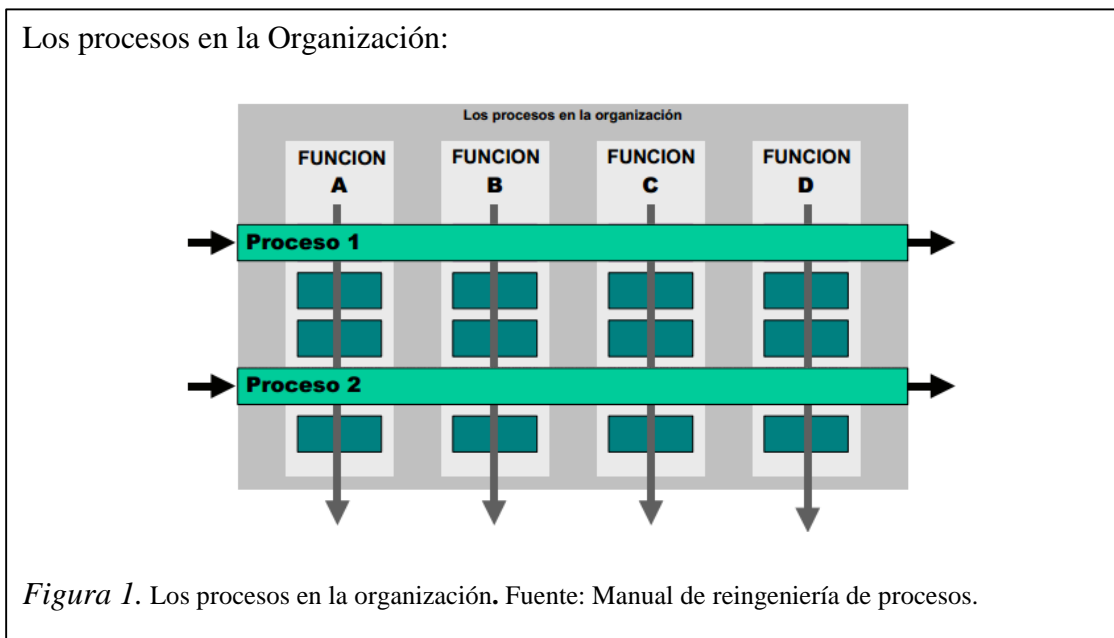 Los procesos en la Organización:
Los procesos en la organización
FUNCION
A
FUNCION
B
FUNCION
C
FUNCION
D
Proceso 1
Proceso 2
Figura 1. Los procesos en la organización. Fuente: Manual de reingeniería de procesos.